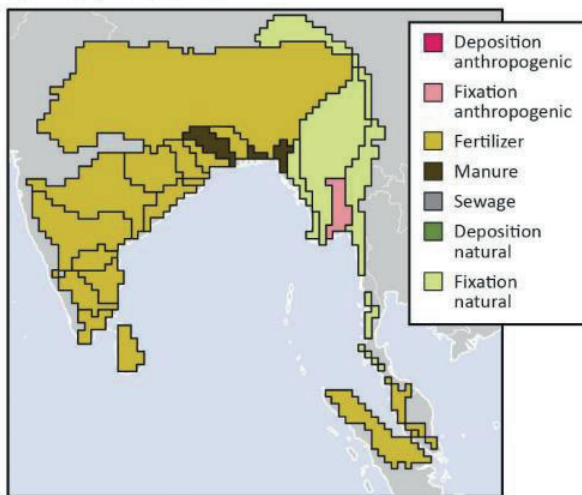 Deposition
anthropogenic
Fixation
anthropogenic
Fertilizer
Manure
Sewage
Deposition
natural
Fixation
natural